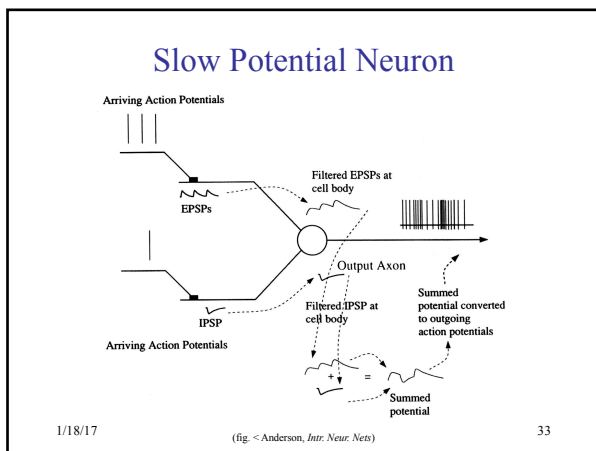 Slow Potential Neuron
Arriving Action Potentials
EPSPs
Filtered EPSPs at
cell body
Output Axon
IPSP
Filtered IPSP at
cell body
Arriving Action Potentials
Summed
potential converted
to outgoing
action potentials
+
=
Summed
potential
1/18/17
(fig. < Anderson, Intr. Neur. Nets)
33